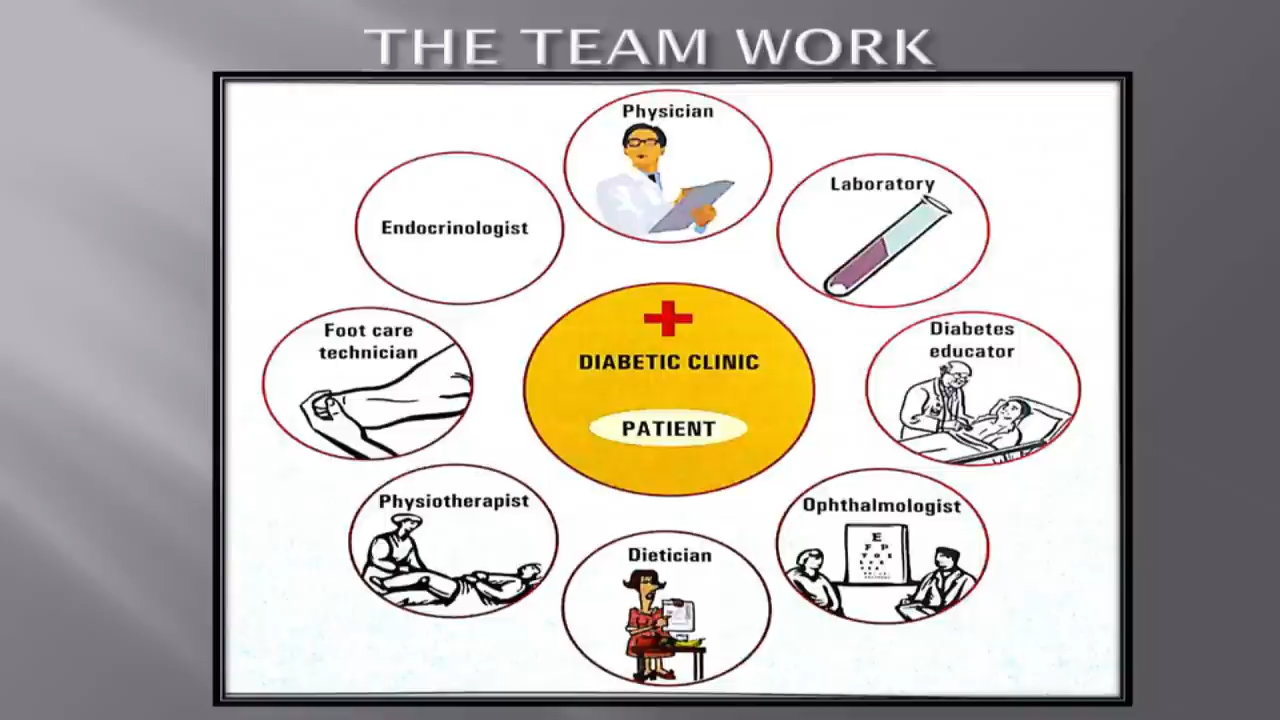 THE TEAM WORK
Physician
Laboratory
Endocrinologist
Foot care
technician
DIABETIC CLINIC
PATIENT
Diabetes
educator
Physiotherapist
Ophthalmologist
E
F P
Dietician